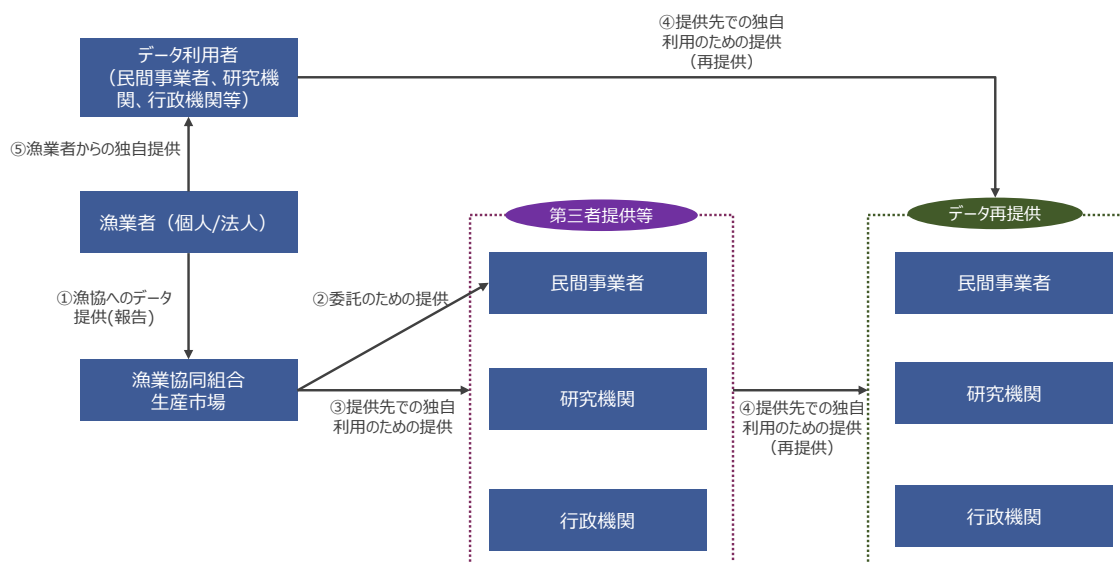 ④提供先での独自
利用のための提供
（再提供）
データ利用者
（民間事業者、研究機
関、行政機関等）
⑤漁業者からの独自提供
漁業者（個人/法人）
第三者提供等
データ再提供
民間事業者
民間事業者
①漁協へのデータ
提供(報告)
②委託のための提供
漁業協同組合
生産市場
③提供先での独自
利用のための提供
研究機関
④提供先での独自
利用のための提供
（再提供）
研究機関
行政機関
行政機関